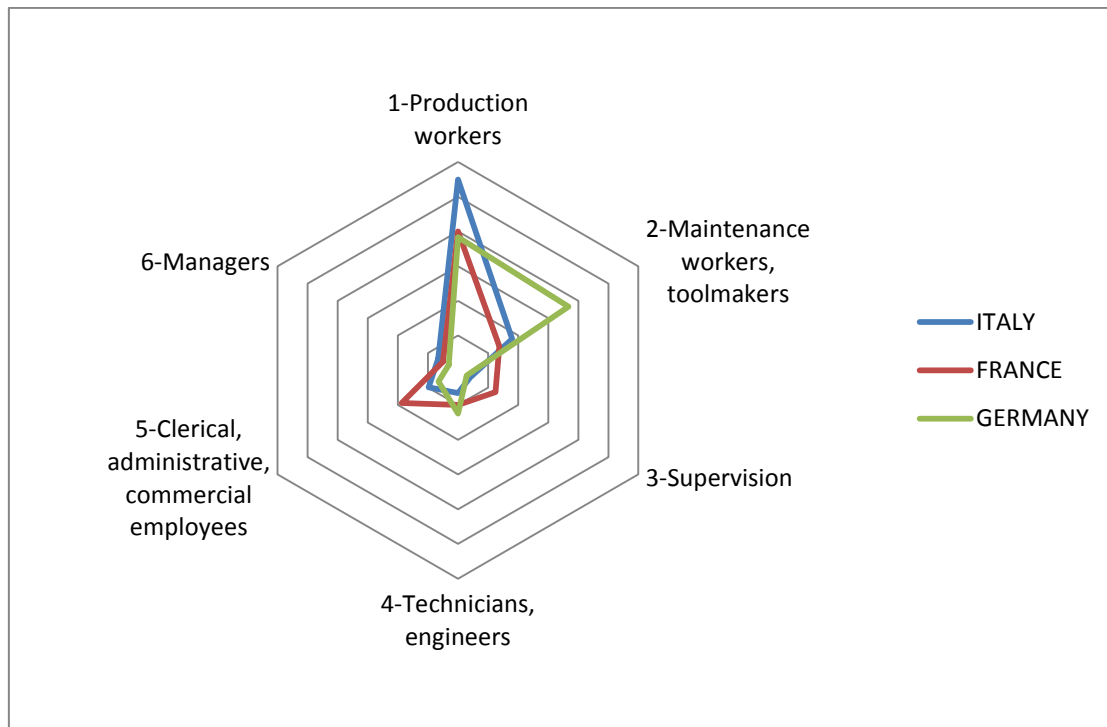 1-Production
workers
2-Maintenance
workers,
toolmakers
3-Supervision
4-Technicians,
engineers
5-Clerical,
administrative,
commercial
employees
6-Managers
ITALY
FRANCE
GERMANY